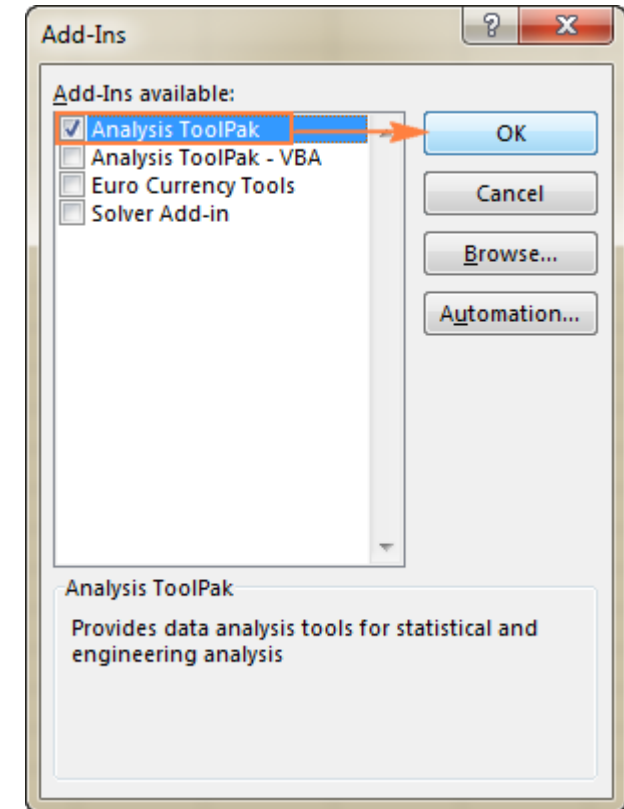 Add-Ins
?
Add-Ins available:
Analysis ToolPak
Analysis ToolPak - VBA
Euro Currency Tools
Solver Add-in
OK
Cancel
Browse...
Automation...
Analysis ToolPak
Provides data analysis tools for statistical and
engineering analysis